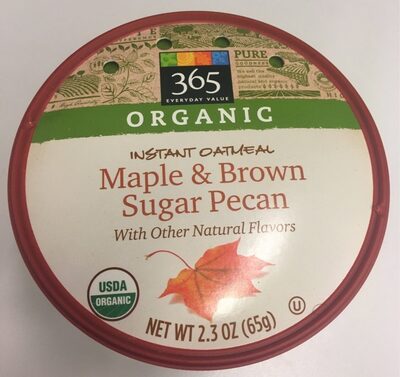 PURE
GOODNESS
365
EVERYDAY VALUE
ORGANIC
INSTANT OATMEAL
Maple & Brown
Sugar Pecan
With Other Natural Flavors
USDA
ORGANIC
U
NET WT 2.3 OZ (65g)